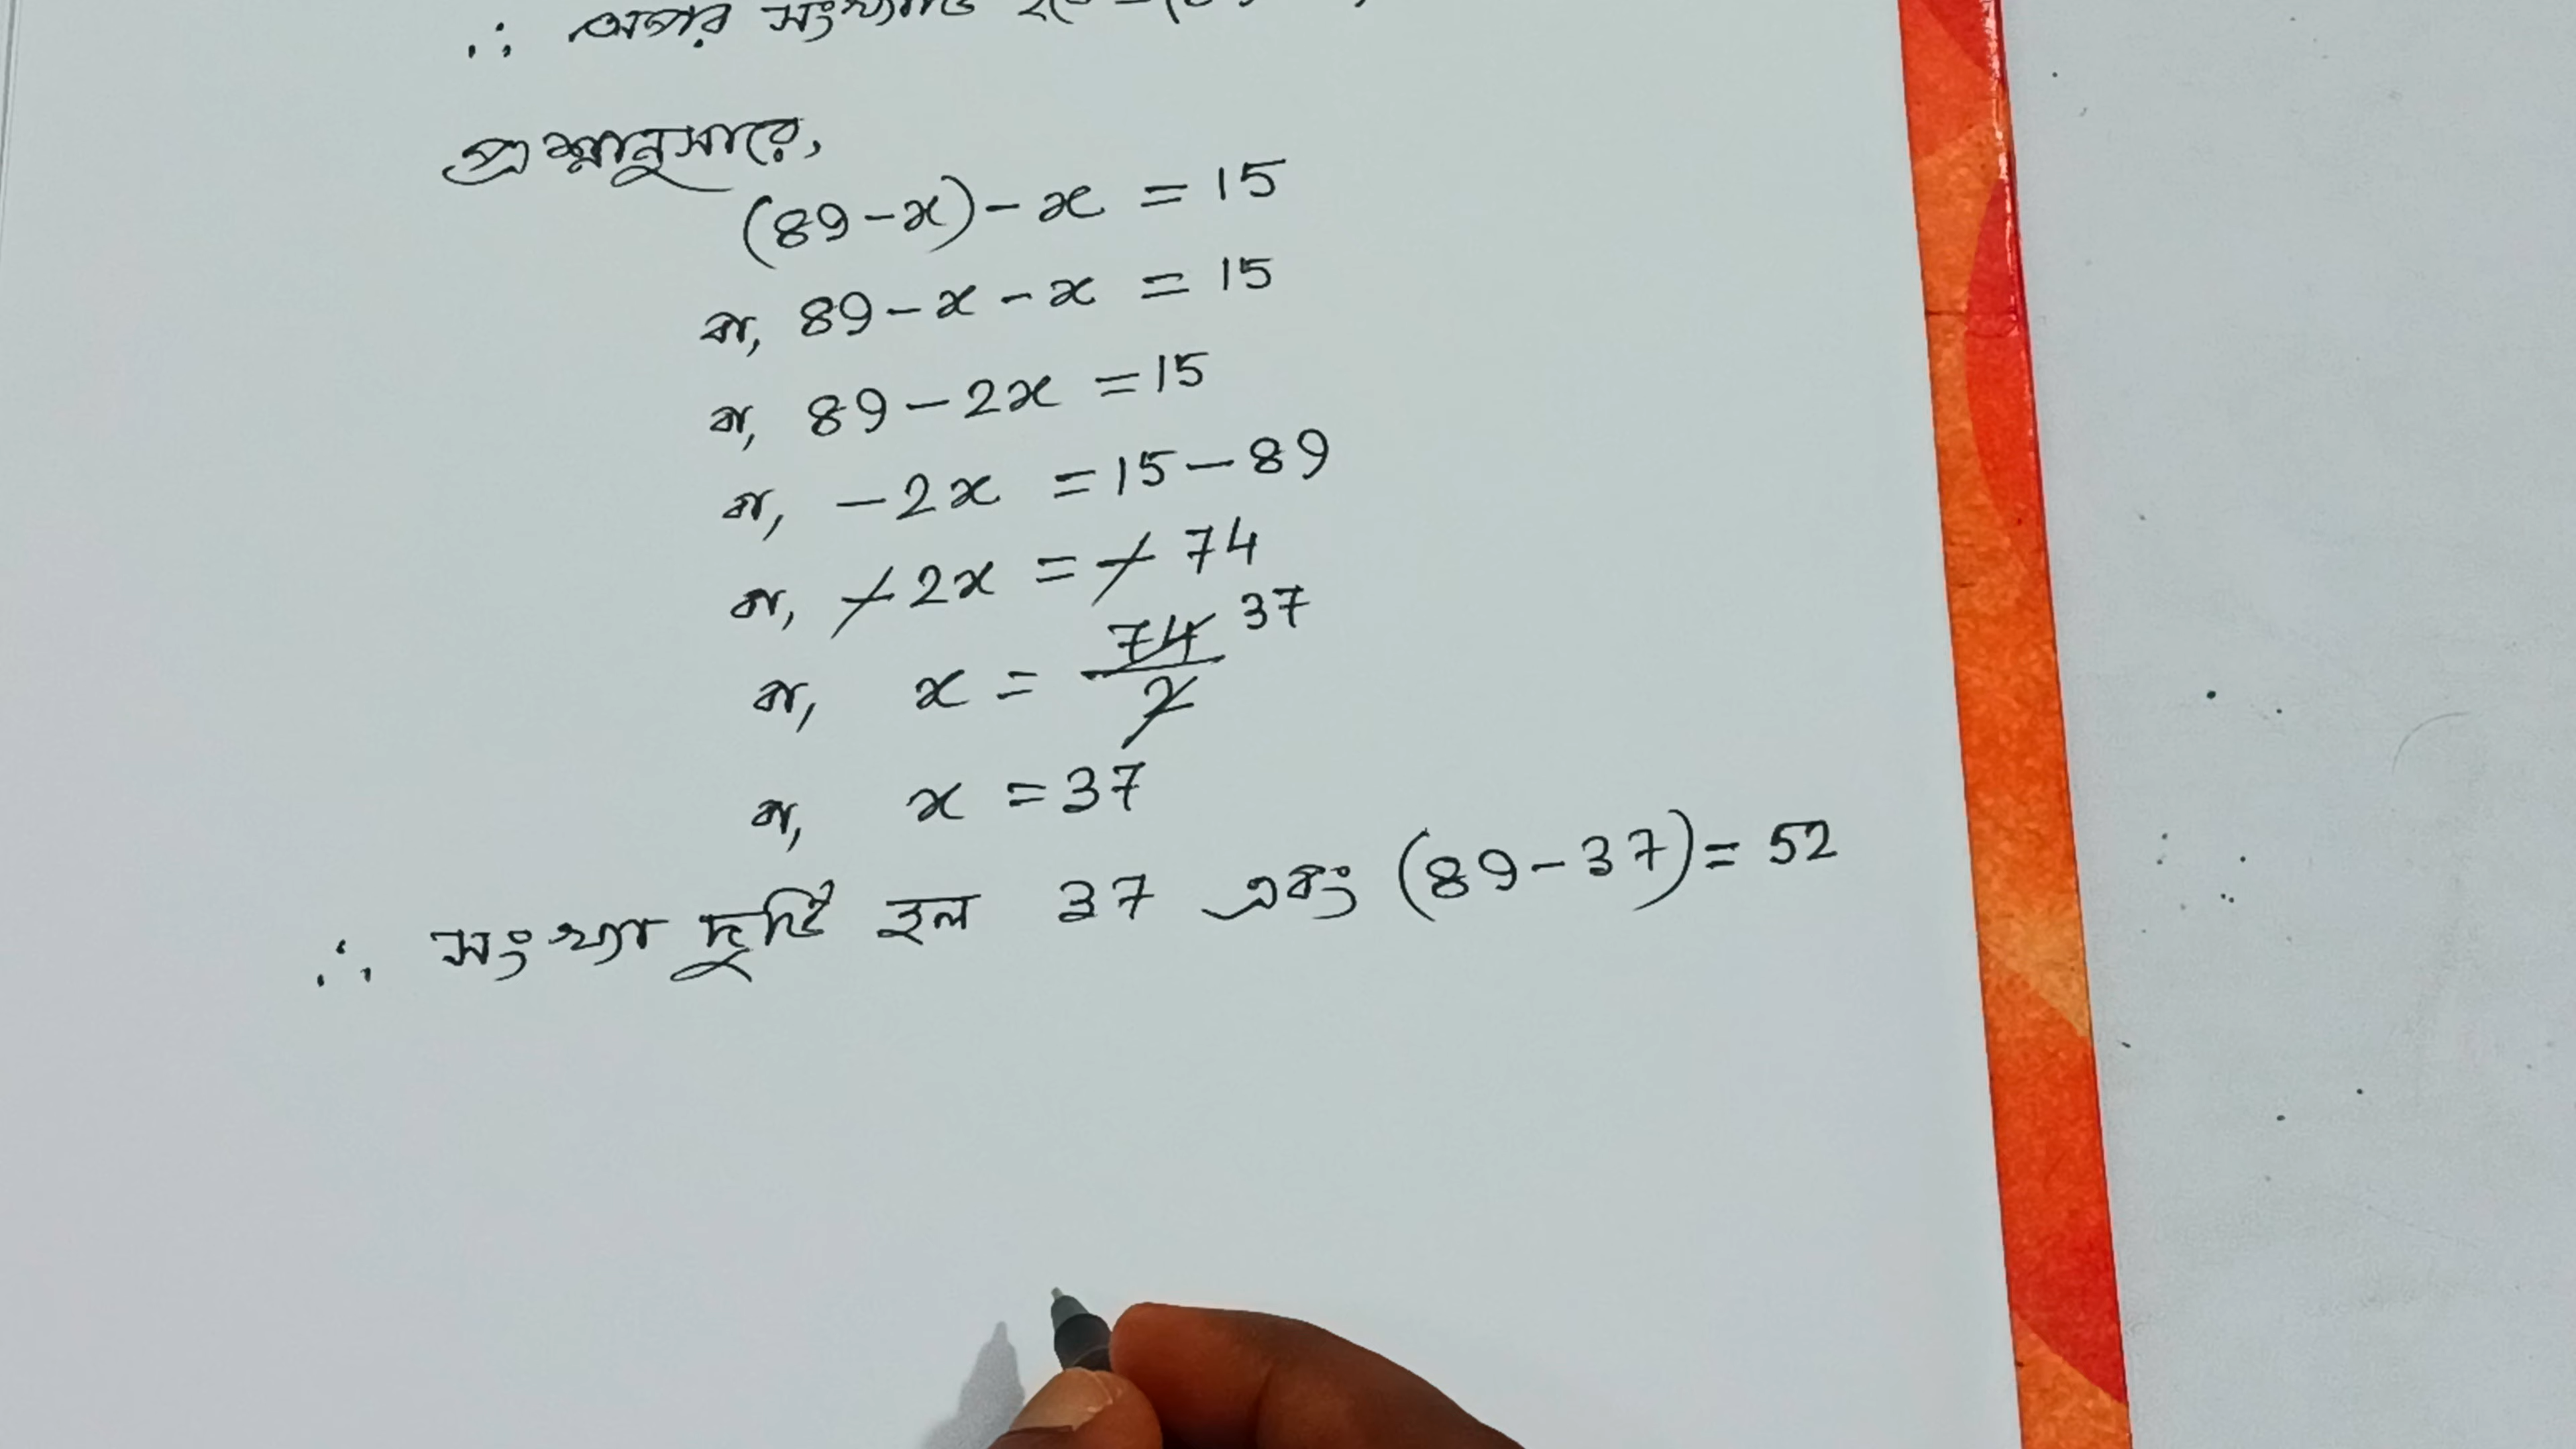 ∴ অপর সংখ্যাটি
প্রশ্নানুসারে,
(89-x)-x = 15
বা, 89-x-x = 15
বা, 89-2x = 15
বা, -2x = 15-89
বা, -2x = -74
বা, x = 74/2 37
বা, x = 37
∴ সংখ্যা দুটি হল 37 এবং (89-37) = 52